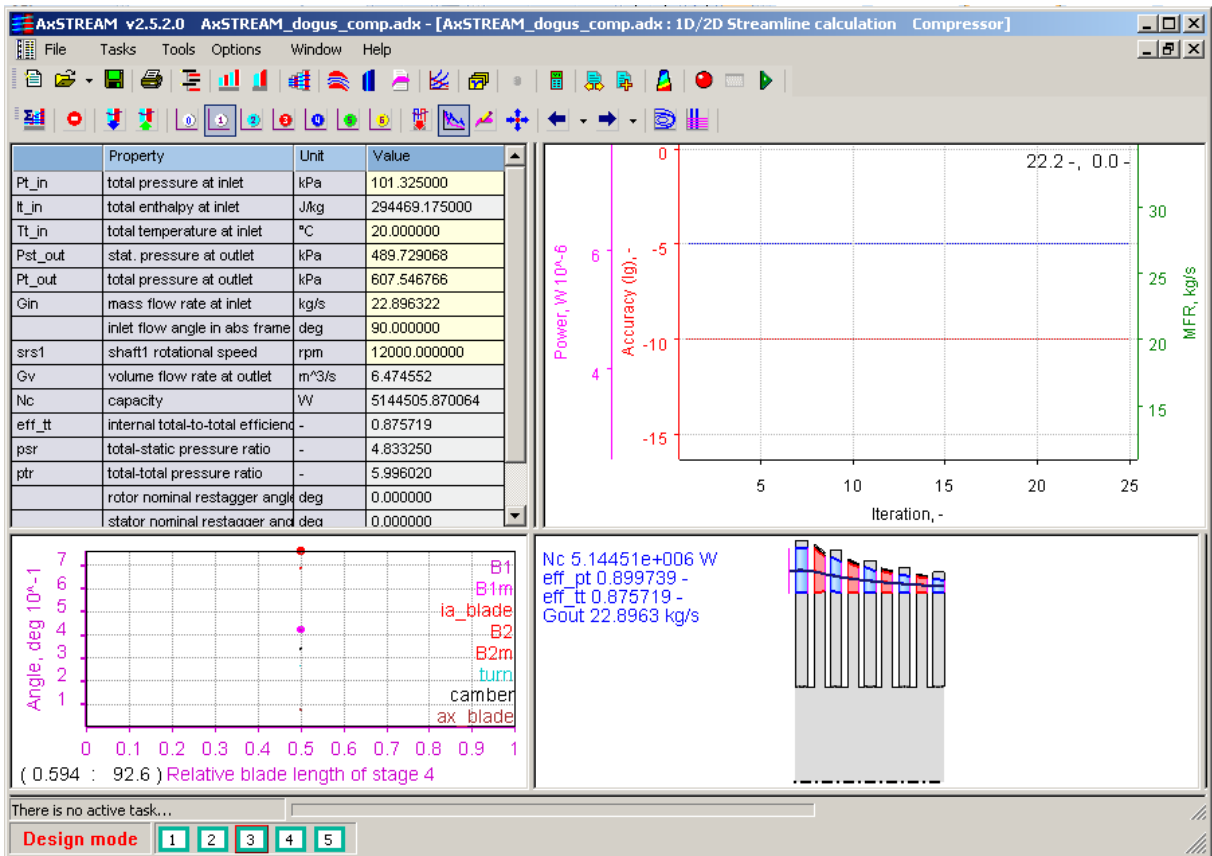 AxSTREAM v2.5.2.0 AxSTREAM_dogus_comp.adx - [AxSTREAM_dogus_comp.adx : 1D/2D Streamline calculation Compressor]
File Tasks Tools Options Window Help
0 1 2 3 4 5 6
Property Unit Value
Pt_in total pressure at inlet kPa 101.325000
It_in total enthalpy at inlet J/kg 294469.175000
Tt_in total temperature at inlet °C 20.000000
Pst_out stat. pressure at outlet kPa 489.729068
Pt_out total pressure at outlet kPa 607.546766
Gin mass flow rate at inlet kg/s 22.896322
inlet flow angle in abs frame deg 90.000000
srs1 shaft1 rotational speed rpm 12000.000000
Gv volume flow rate at outlet m^3/s 6.474552
Nc capacity W 5144505.870064
eff_tt internal total-to-total efficienc - 0.875719
psr total-static pressure ratio - 4.833250
ptr total-total pressure ratio - 5.996020
rotor nominal restagger angle deg 0.000000
stator nominal restagger ang deg 0.000000
22.2 -, 0.0 -
Power, W 10^-6
6
4
Accuracy (lg), -
0
-5
-10
-15
30
25
20
15
MFR, kg/s
5 10 15 20 25
Iteration, -
Angle, deg 10^-1
7
6
5
4
3
2
1
B1
B1m
ia_blade
B2
B2m
turn
camber
ax_blade
0 0.1 0.2 0.3 0.4 0.5 0.6 0.7 0.8 0.9 1
( 0.594 : 92.6 ) Relative blade length of stage 4
Nc 5.14451e+006 W
eff_pt 0.899739 -
eff_tt 0.875719 -
Gout 22.8963 kg/s
There is no active task...
Design mode 1 2 3 4 5